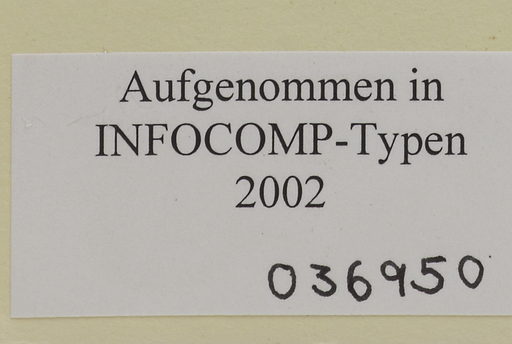 Aufgenommen in
INFOCOMP-Typen
2002
036950